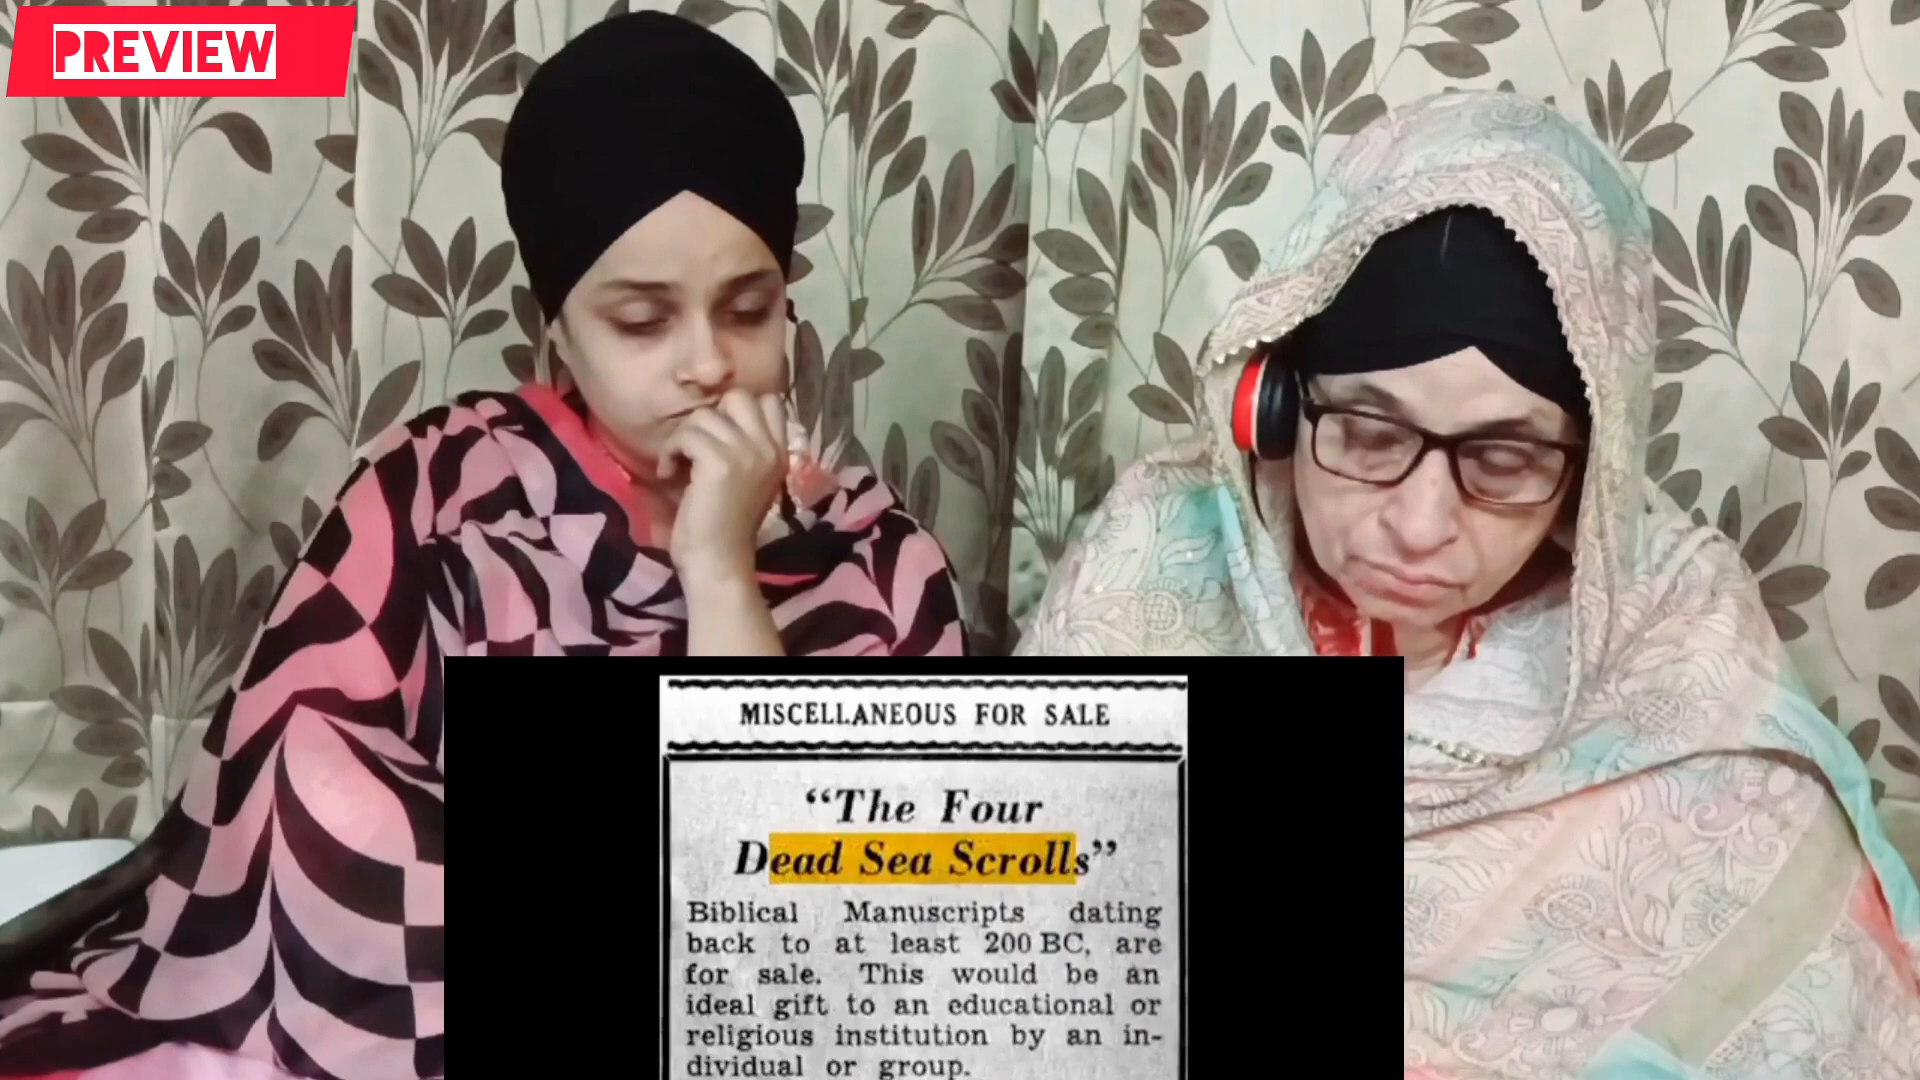 PREVIEW
MISCELLANEOUS FOR SALE
“The Four
Dead Sea Scrolls”
Biblical Manuscripts dating
back to at least 200 BC, are
for sale. This would be an
ideal gift to an educational or
religious institution by an in-
dividual or group.